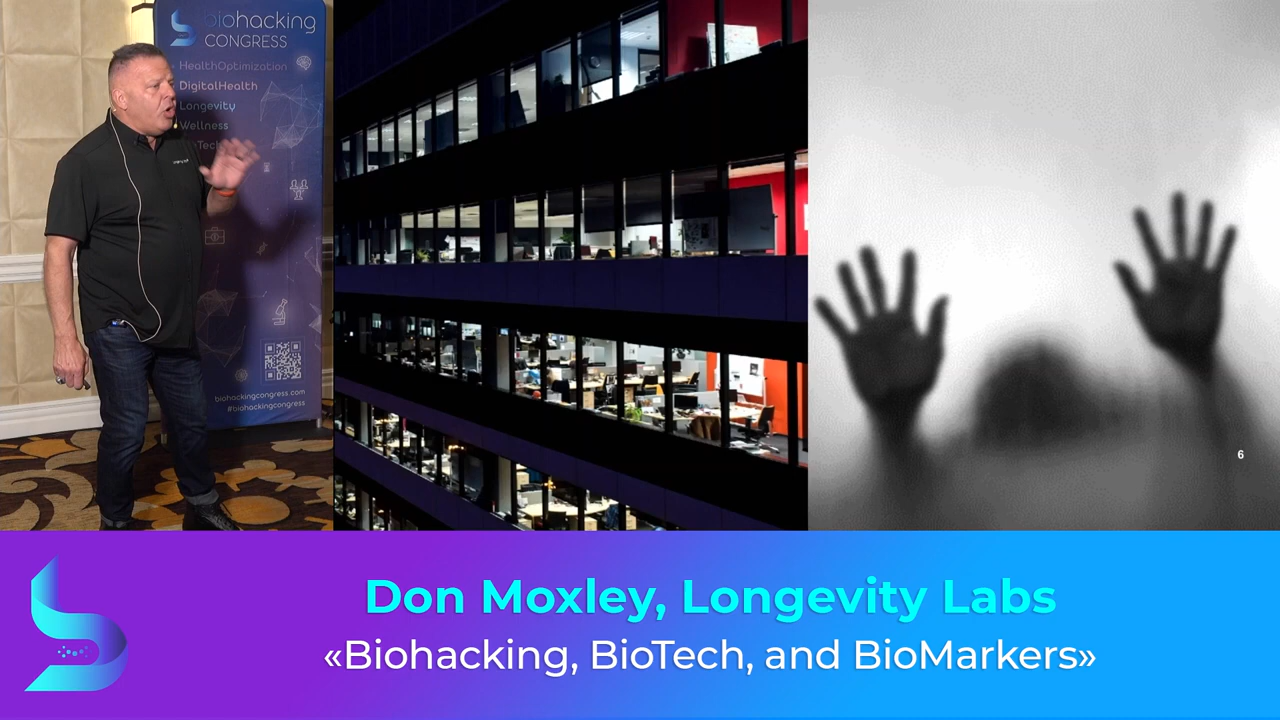 biohacking
CONGRESS
HealthOptimization
DigitalHealth
Longevity
Wellness
biohackingcongress.com
#biohackingcongress
6
Don Moxley, Longevity Labs
«Biohacking, BioTech, and BioMarkers»